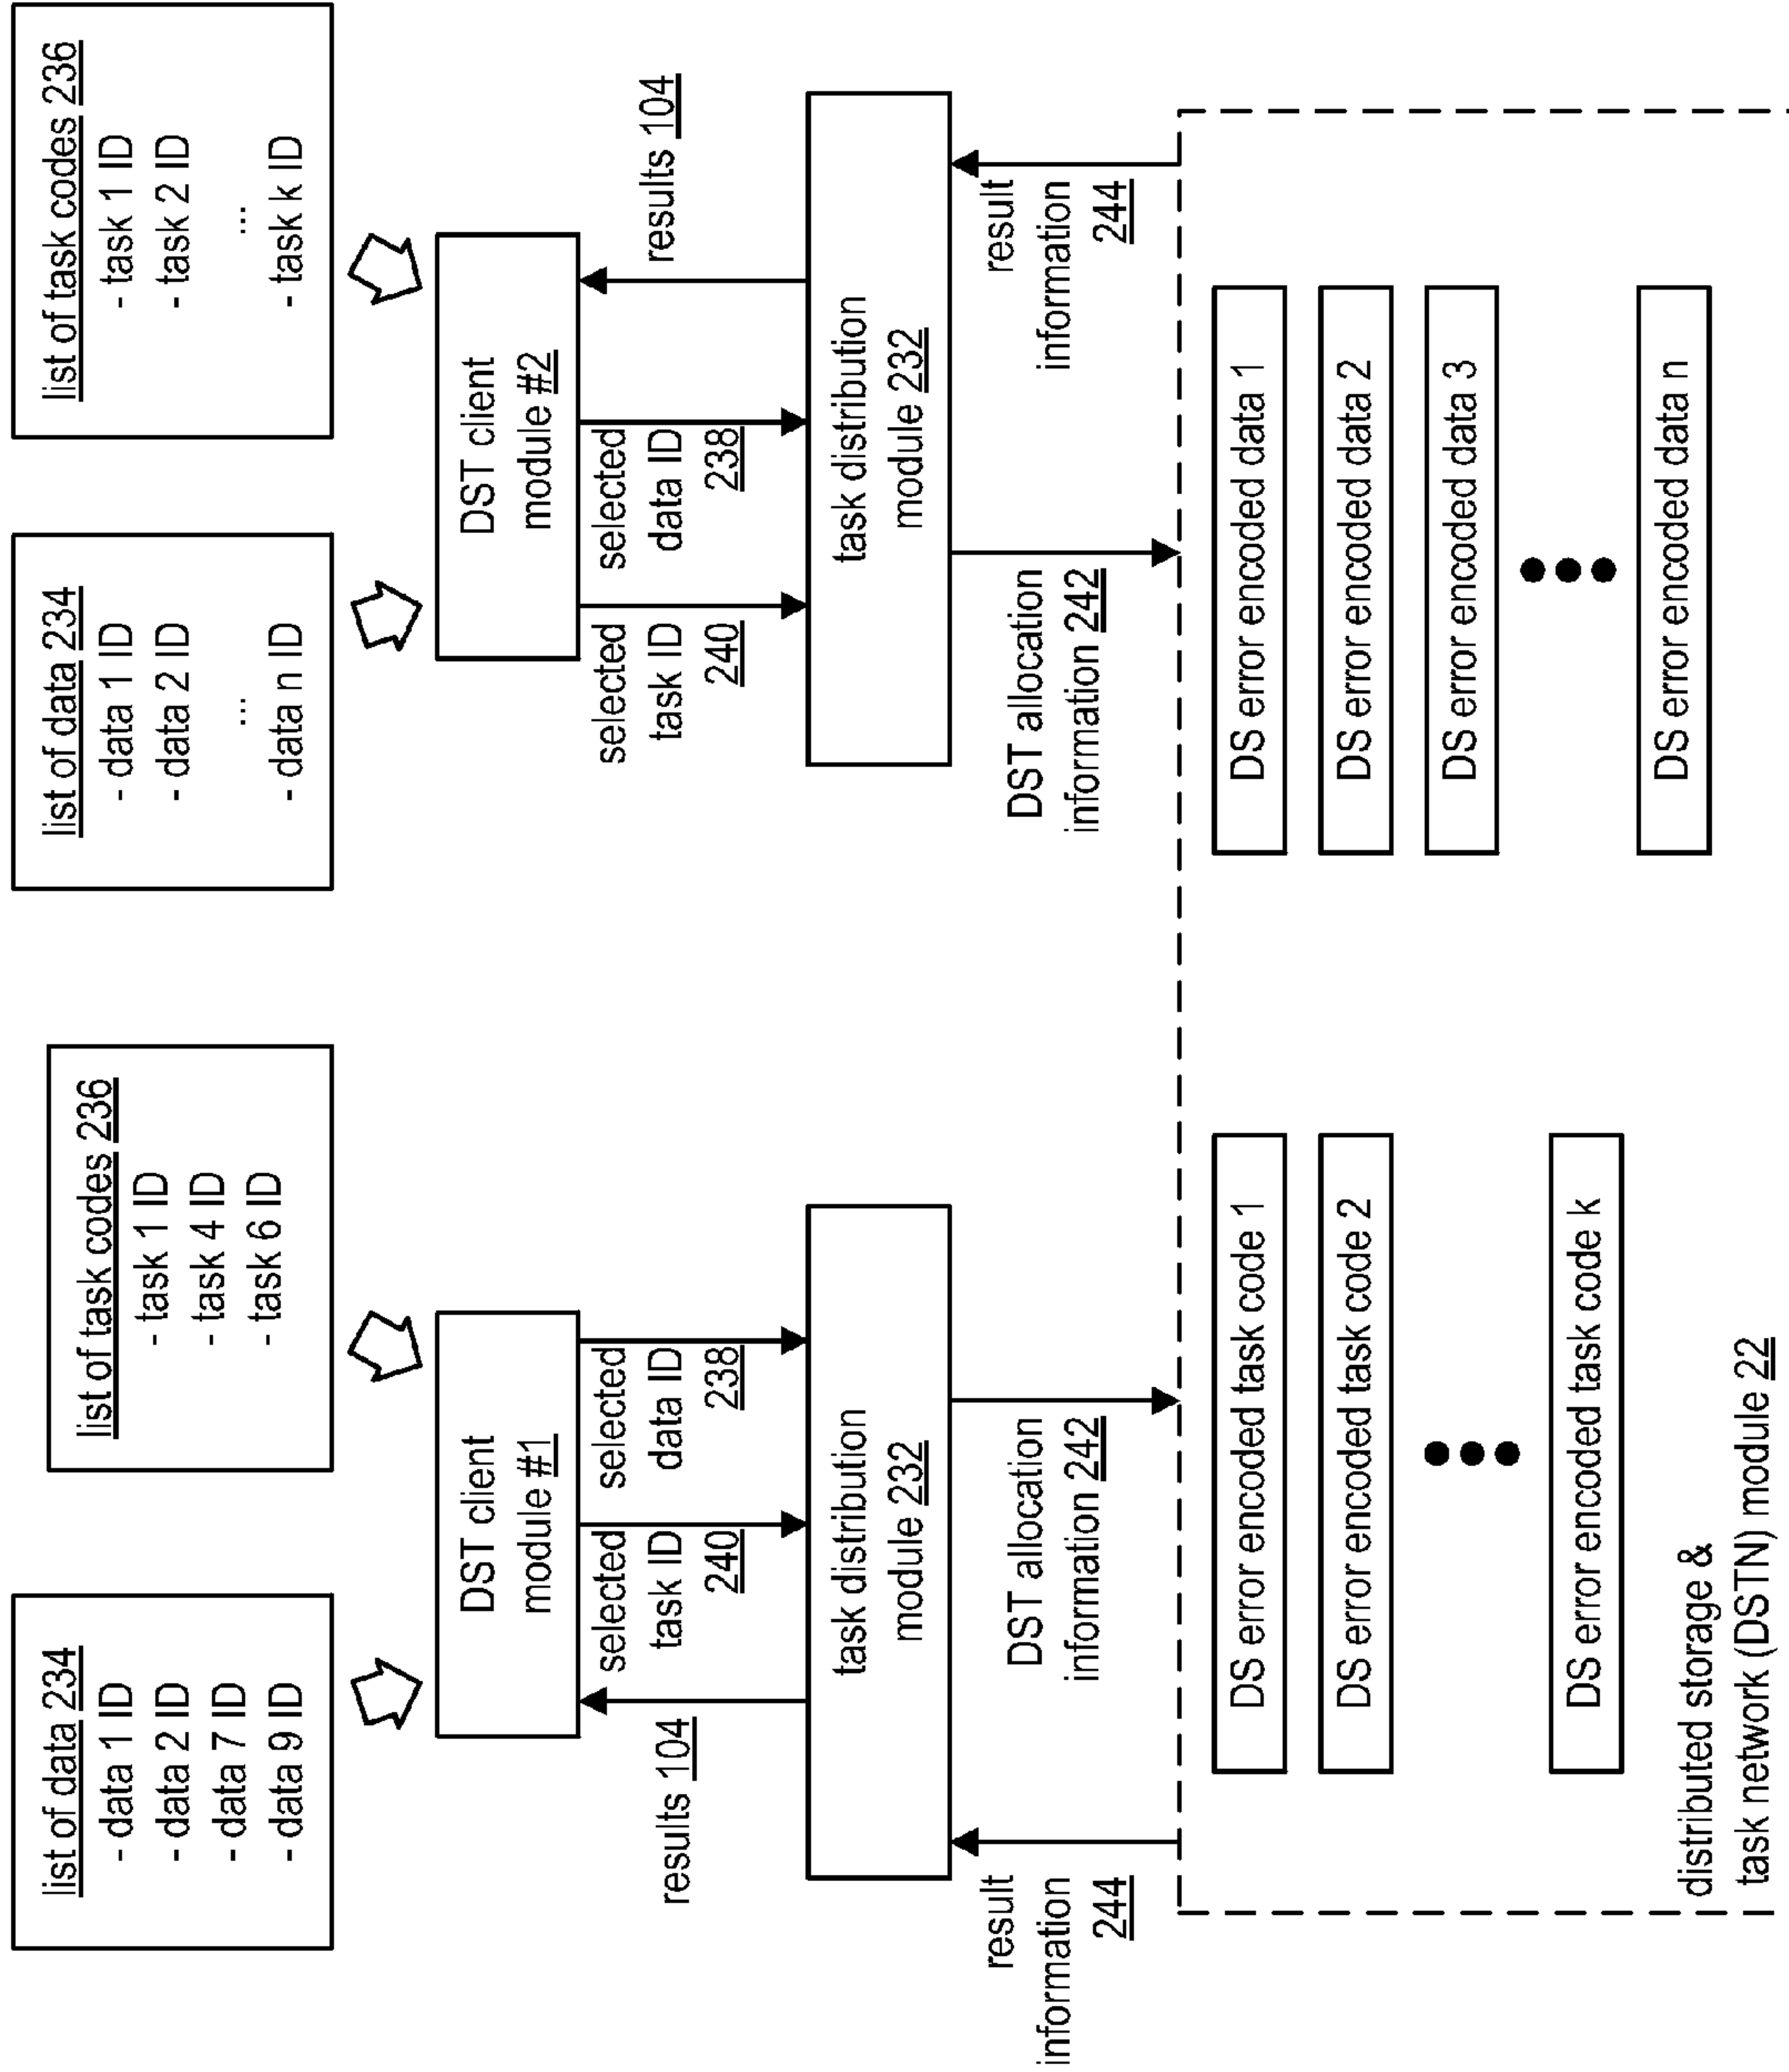 list of data 234
- data 1 ID
- data 2 ID
- data 7 ID
- data 9 ID
list of task codes 236
- task 1 ID
- task 4 ID
- task 6 ID
list of data 234
- data 1 ID
- data 2 ID
...
- data n ID
list of task codes 236
- task 1 ID
- task 2 ID
...
- task k ID
DST client
module #1
DST client
module #2
results 104
selected
task ID
240
selected
data ID
238
selected
task ID
240
selected
data ID
238
results 104
task distribution
module 232
task distribution
module 232
result
information
244
DST allocation
information 242
DST allocation
information 242
result
information
244
DS error encoded task code 1
DS error encoded task code 2
DS error encoded task code k
DS error encoded data 1
DS error encoded data 2
DS error encoded data 3
DS error encoded data n
distributed storage &
task network (DSTN) module 22